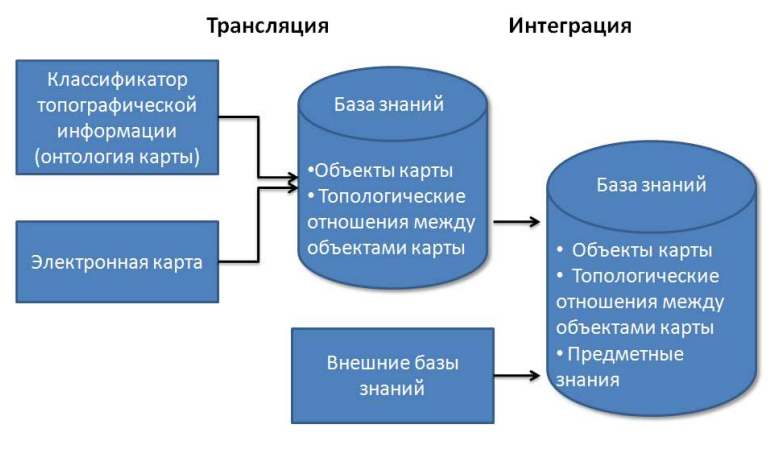 Трансляция
Интеграция
Классификатор
топографической
информации
(онтология карты)
Электронная карта
База знаний
•Объекты карты
• Топологические
отношения между
объектами карты
Внешние базы
знаний
База знаний
• Объекты карты
• Топологические
отношения между
объектами карты
• Предметные
знания